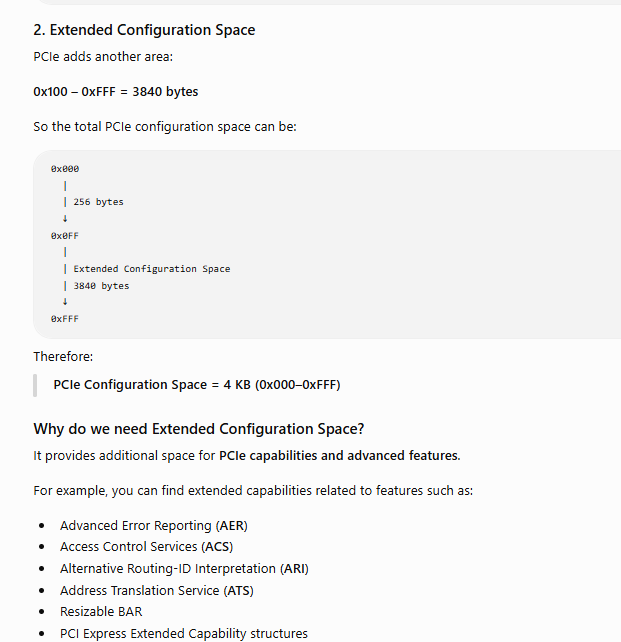 2. Extended Configuration Space
PCIe adds another area:
0x100 – 0xFFF = 3840 bytes
So the total PCIe configuration space can be:
0x000
|
| 256 bytes
↓
0x0FF
|
| Extended Configuration Space
| 3840 bytes
↓
0xFFF
Therefore:
PCIe Configuration Space = 4 KB (0x000–0xFFF)
Why do we need Extended Configuration Space?
It provides additional space for PCIe capabilities and advanced features.
For example, you can find extended capabilities related to features such as:
• Advanced Error Reporting (AER)
• Access Control Services (ACS)
• Alternative Routing-ID Interpretation (ARI)
• Address Translation Service (ATS)
• Resizable BAR
• PCI Express Extended Capability structures